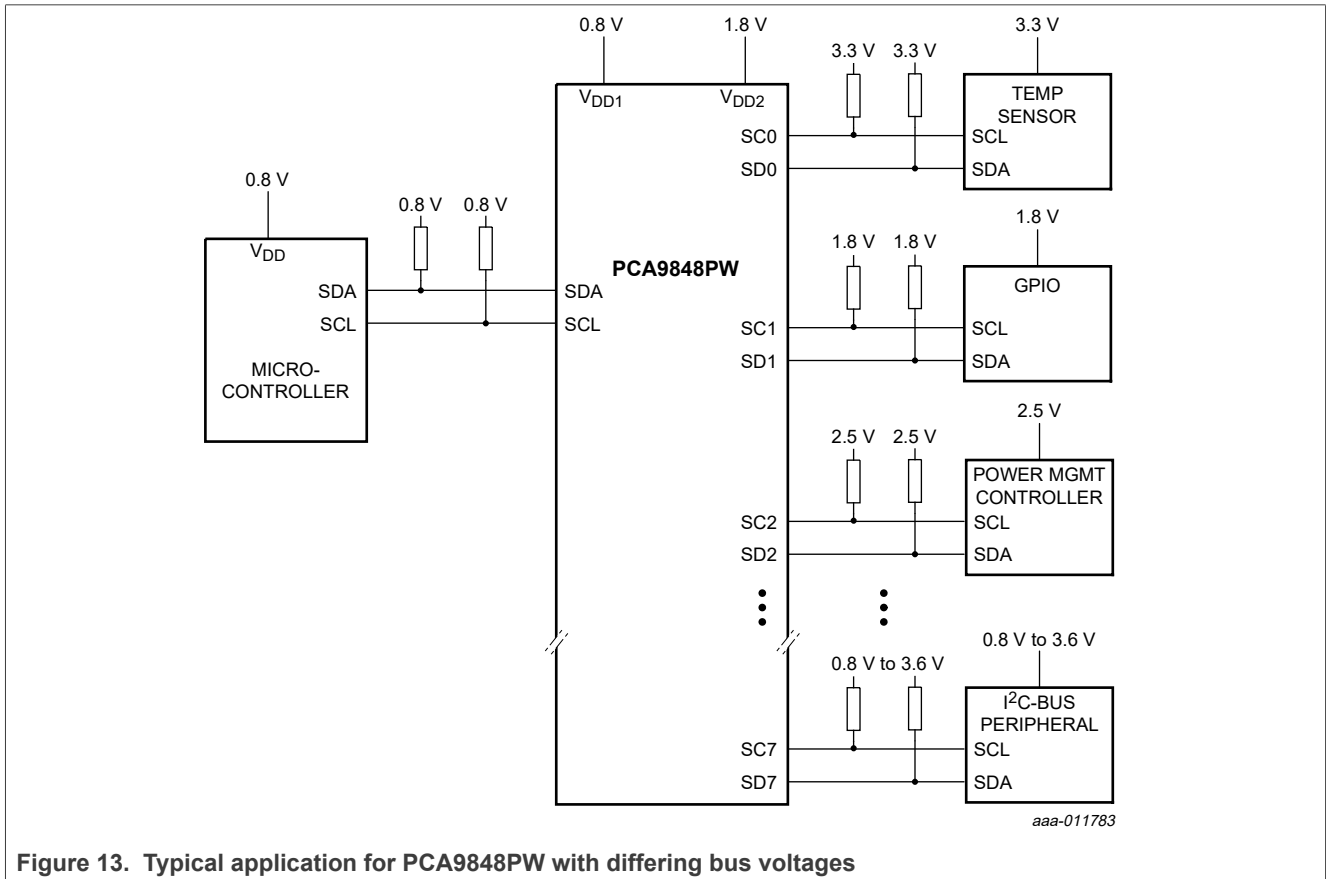 0.8 V 1.8 V 3.3 V
3.3 V 3.3 V
V_DD1 V_DD2
TEMP
SENSOR
SC0 SCL
SD0 SDA
0.8 V
0.8 V 0.8 V
1.8 V
V_DD
1.8 V 1.8 V
PCA9848PW
GPIO
SDA SDA
SCL SCL
SC1 SCL
SD1 SDA
MICRO-
CONTROLLER
2.5 V
2.5 V 2.5 V
POWER MGMT
CONTROLLER
SC2 SCL
SD2 SDA
0.8 V to 3.6 V
0.8 V to 3.6 V
I²C-BUS
PERIPHERAL
SC7 SCL
SD7 SDA
aaa-011783
Figure 13. Typical application for PCA9848PW with differing bus voltages